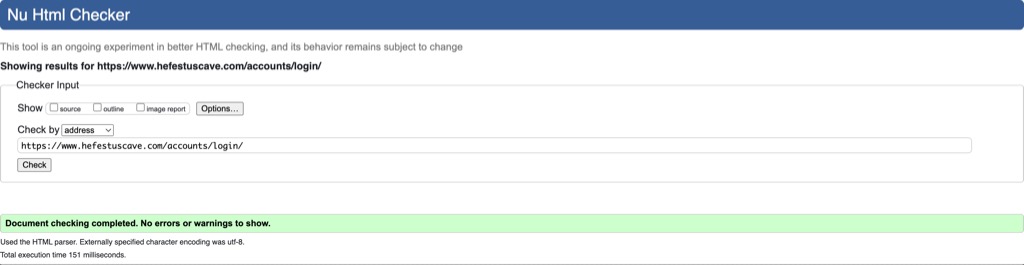 Nu Html Checker
This tool is an ongoing experiment in better HTML checking, and its behavior remains subject to change
Showing results for https://www.hefestuscave.com/accounts/login/
Checker Input
Show source outline image report Options...
Check by address
https://www.hefestuscave.com/accounts/login/
Check
Document checking completed. No errors or warnings to show.
Used the HTML parser. Externally specified character encoding was utf-8.
Total execution time 151 milliseconds.